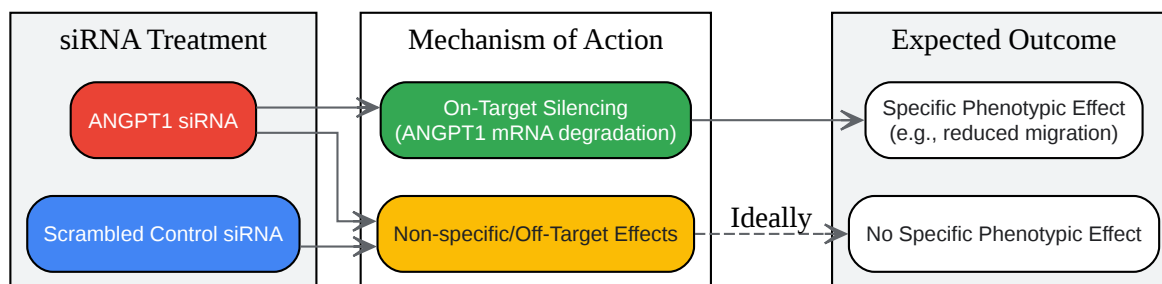 siRNA Treatment
ANGPT1 siRNA
Scrambled Control siRNA
Mechanism of Action
On-Target Silencing
(ANGPT1 mRNA degradation)
Non-specific/Off-Target Effects
Ideally
Expected Outcome
Specific Phenotypic Effect
(e.g., reduced migration)
No Specific Phenotypic Effect